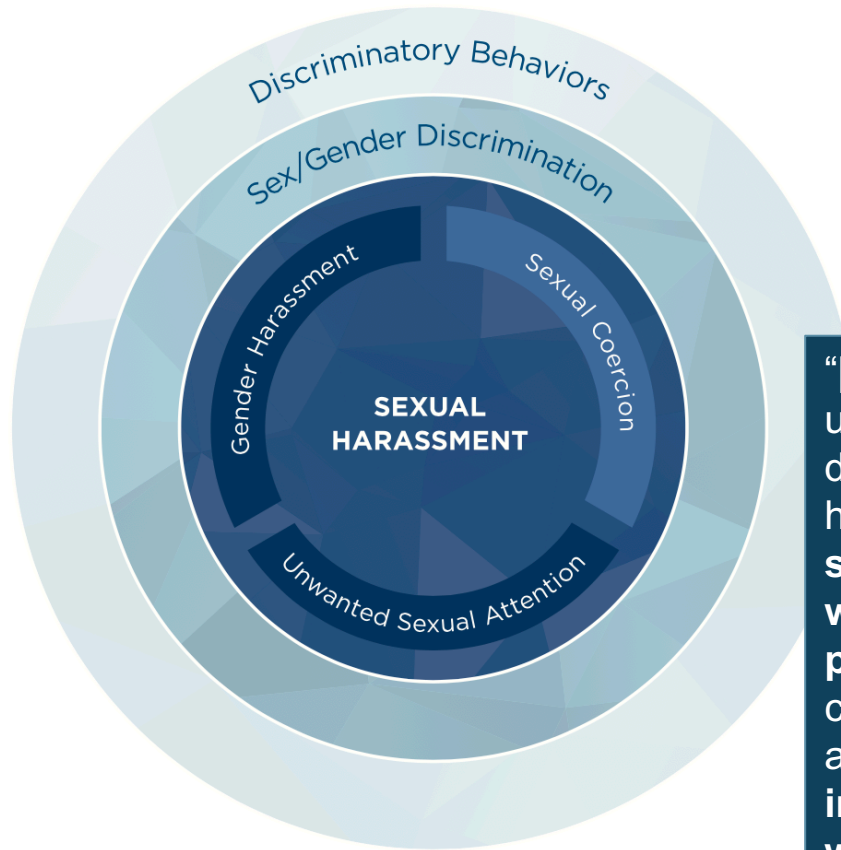 Discriminatory Behaviors
Sex/Gender Discrimination
Gender Harassment
Sexual Coercion
SEXUAL
HARASSMENT
Unwanted Sexual Attention